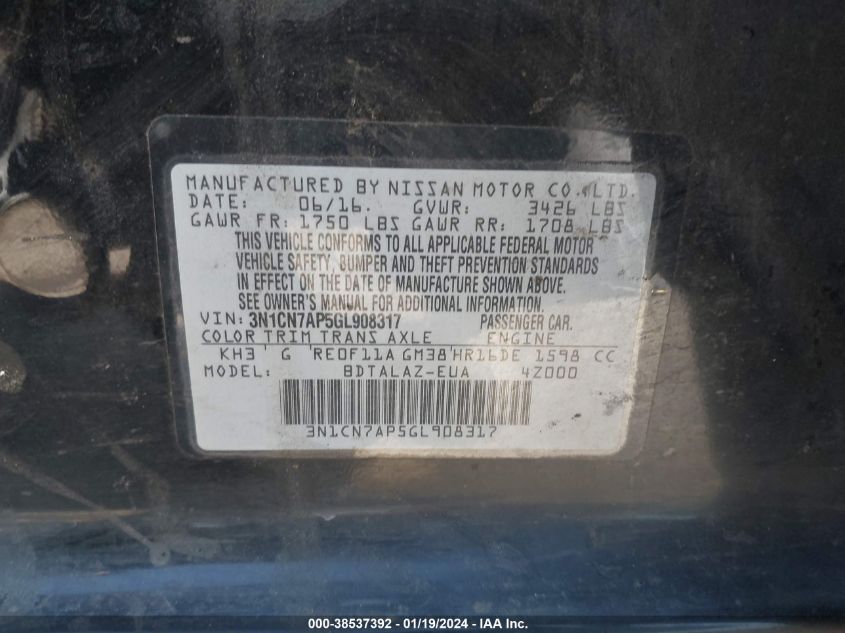 MANUFACTURED BY NISSAN MOTOR CO., LTD.
DATE: 06/16. GVWR: 3426 LBS
GAWR FR: 1750 LBS GAWR RR: 1708 LBS
THIS VEHICLE CONFORMS TO ALL APPLICABLE FEDERAL MOTOR
VEHICLE SAFETY, BUMPER AND THEFT PREVENTION STANDARDS
IN EFFECT ON THE DATE OF MANUFACTURE SHOWN ABOVE.
SEE OWNER'S MANUAL FOR ADDITIONAL INFORMATION.
VIN: 3N1CN7AP5GL908317 PASSENGER CAR.
COLOR TRIM TRANS AXLE ENGINE
KH3 G RE0F11A GM38 HR16DE 1598 CC
MODEL: BDTALAZ-EUA 4Z000
3N1CN7AP5GL908317
000-38537392 - 01/19/2024 - IAA Inc.